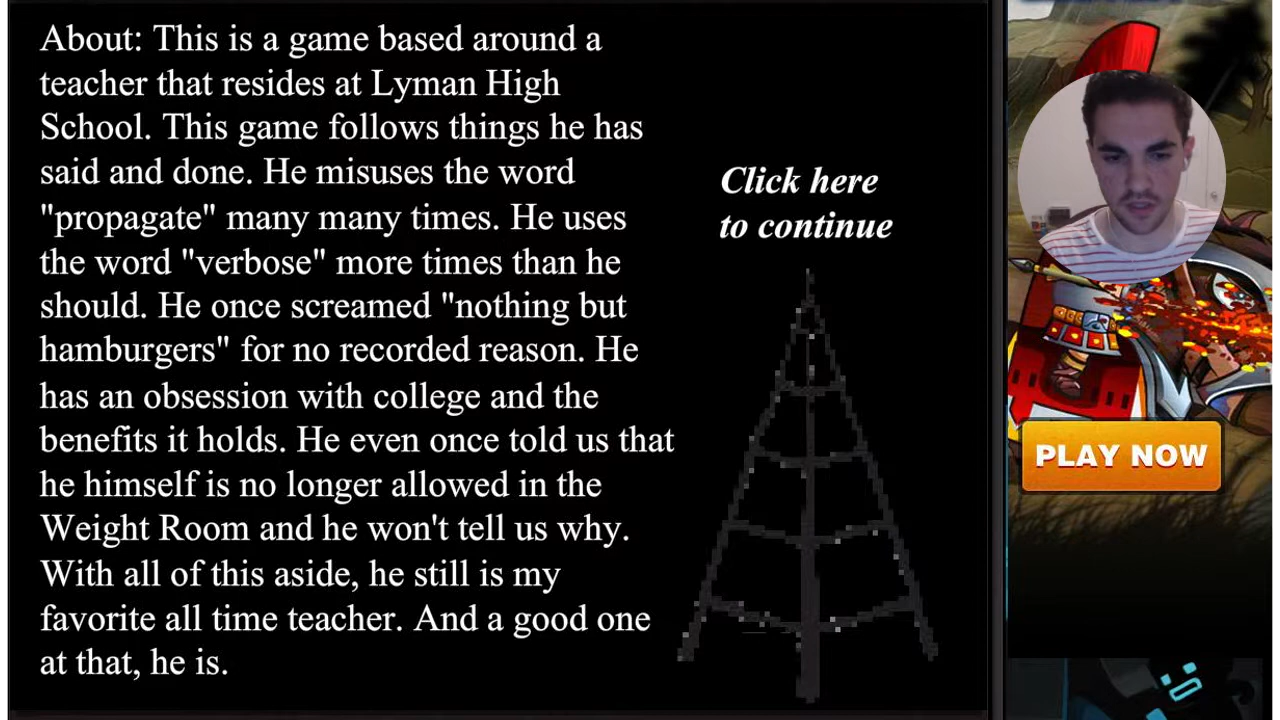 About: This is a game based around a
teacher that resides at Lyman High
School. This game follows things he has
said and done. He misuses the word
"propagate" many many times. He uses
the word "verbose" more times than he
should. He once screamed "nothing but
hamburgers" for no recorded reason. He
has an obsession with college and the
benefits it holds. He even once told us that
he himself is no longer allowed in the
Weight Room and he won't tell us why.
With all of this aside, he still is my
favorite all time teacher. And a good one
at that, he is.
Click here
to continue
PLAY NOW